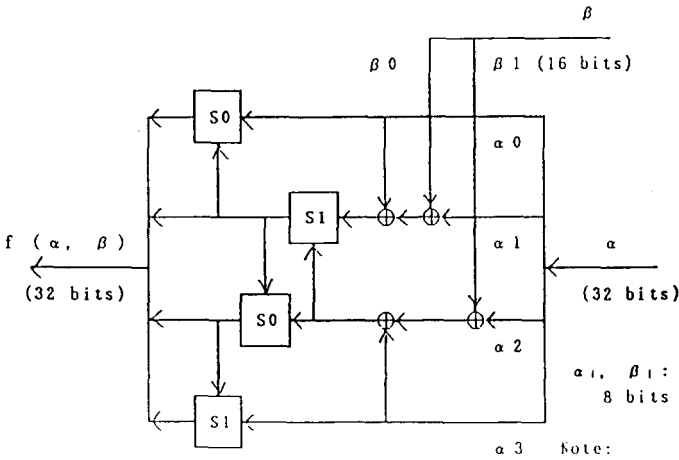 β
β 0
β 1 (16 bits)
S0
α 0
S1
f (α, β)
α 1
α
(32 bits)
(32 bits)
S0
α 2
α i, β i:
8 bits
S1
α 3 Note: